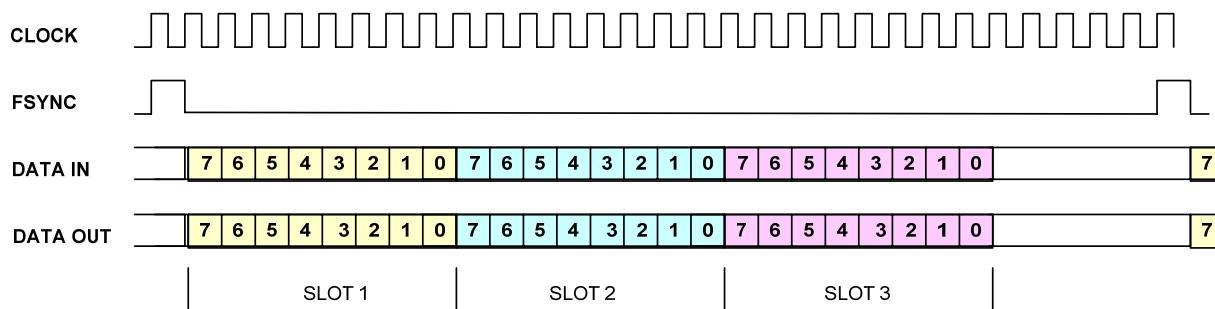 CLOCK
FSYNC
DATA IN 7 6 5 4 3 2 1 0 7 6 5 4 3 2 1 0 7 6 5 4 3 2 1 0 7
DATA OUT 7 6 5 4 3 2 1 0 7 6 5 4 3 2 1 0 7 6 5 4 3 2 1 0 7
SLOT 1 SLOT 2 SLOT 3